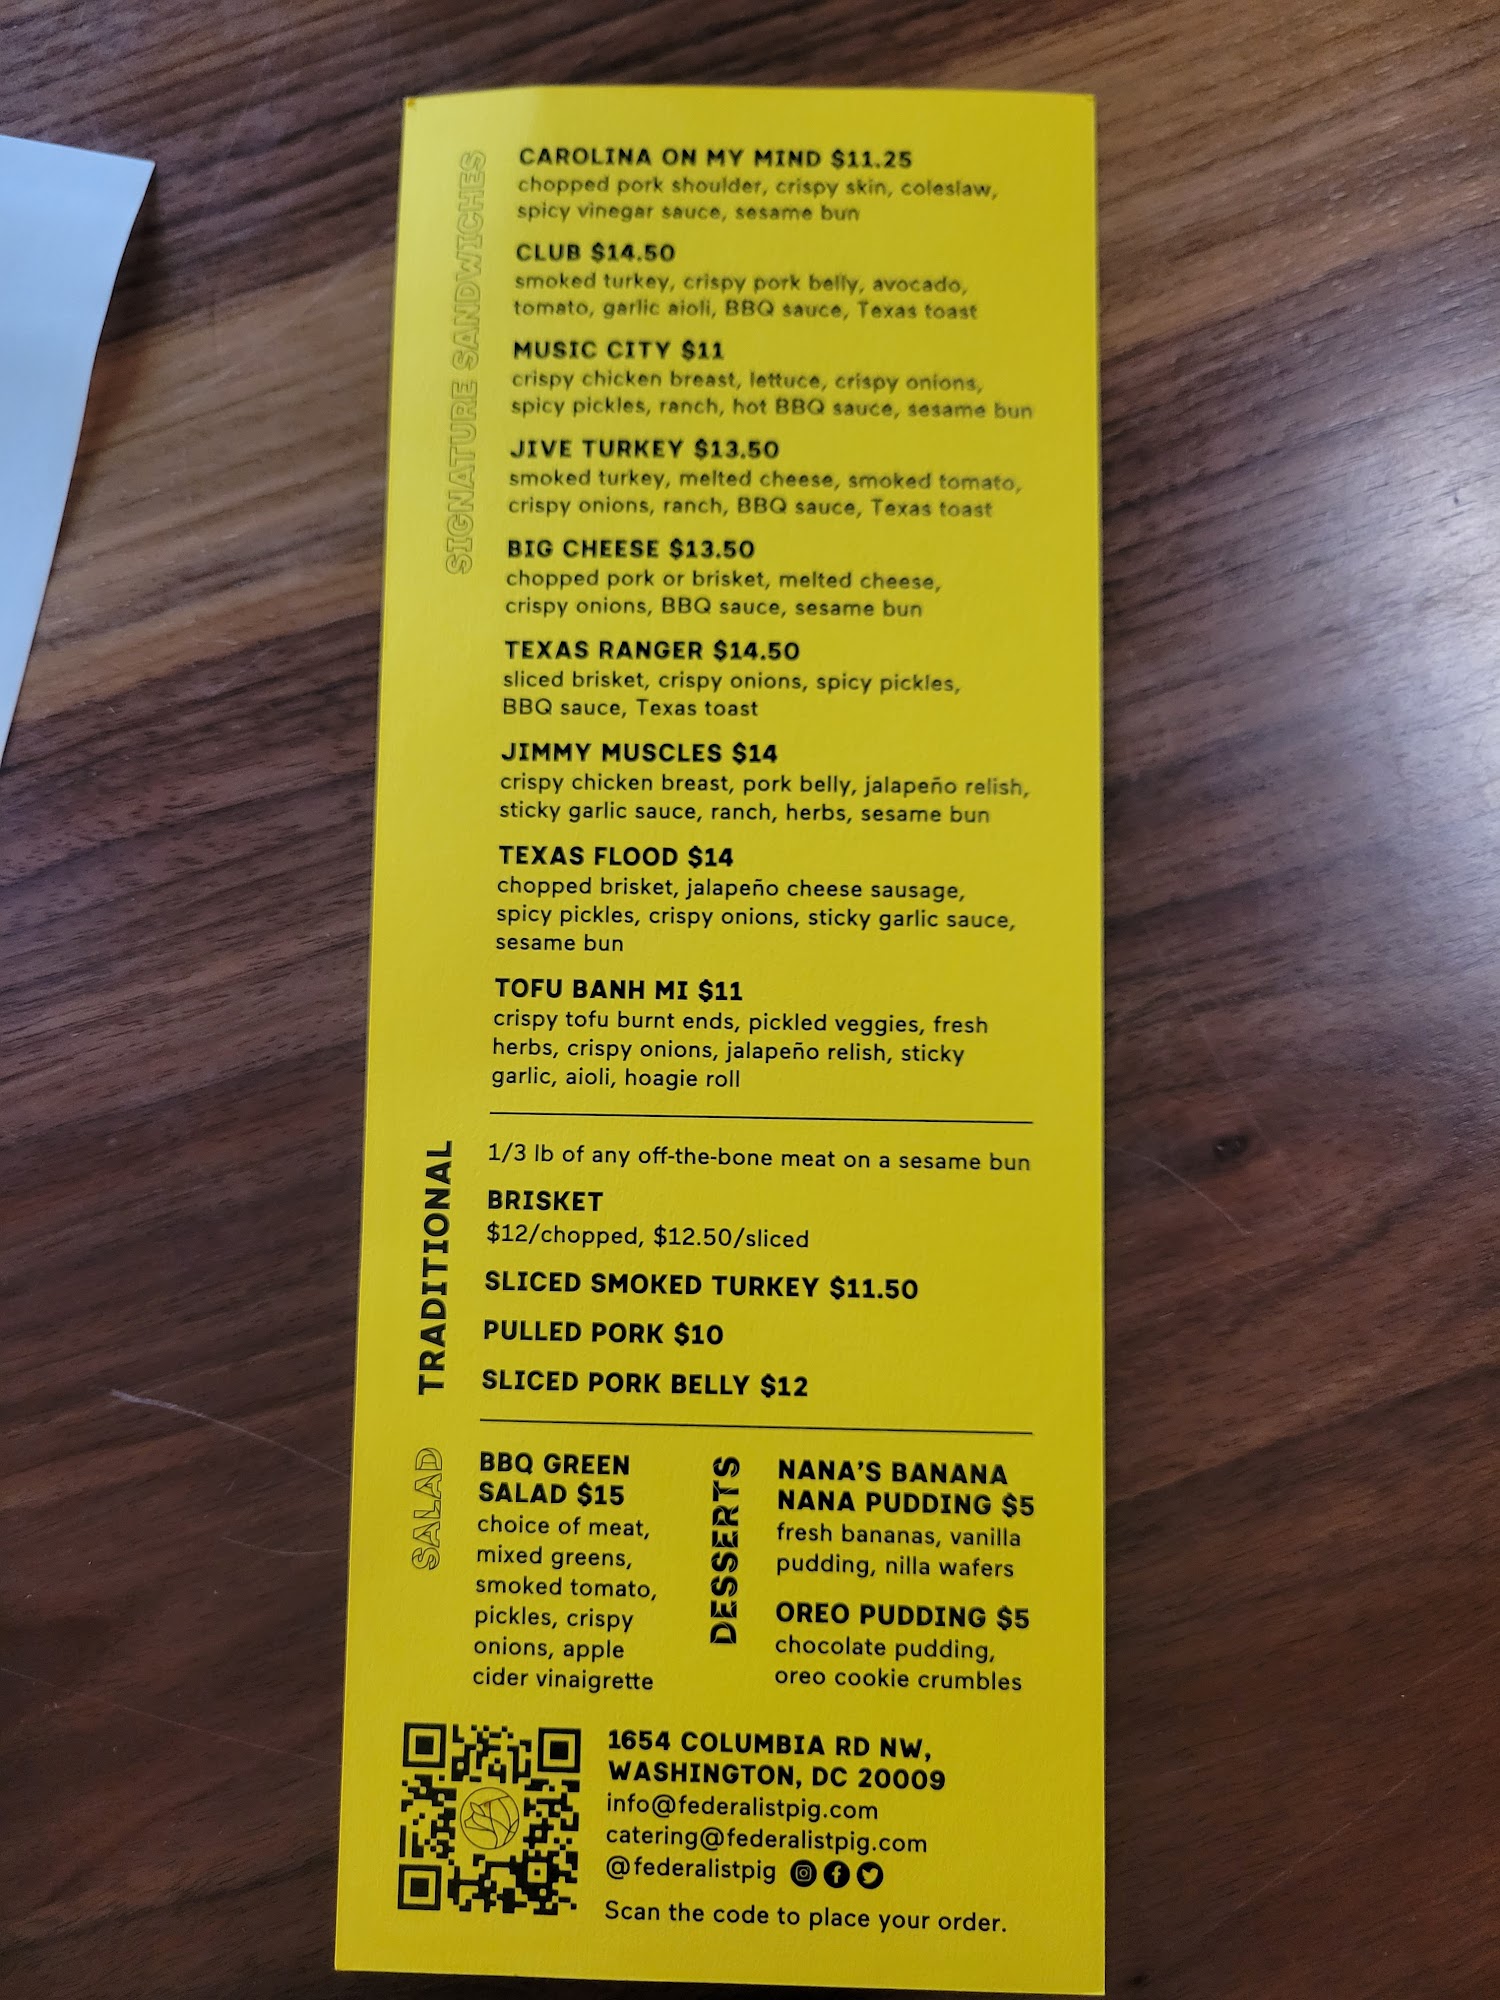 SIGNATURE SANDWICHES
CAROLINA ON MY MIND $11.25
chopped pork shoulder, crispy skin, coleslaw,
spicy vinegar sauce, sesame bun
CLUB $14.50
smoked turkey, crispy pork belly, avocado,
tomato, garlic aioli, BBQ sauce, Texas toast
MUSIC CITY $11
crispy chicken breast, lettuce, crispy onions,
spicy pickles, ranch, hot BBQ sauce, sesame bun
JIVE TURKEY $13.50
smoked turkey, melted cheese, smoked tomato,
crispy onions, ranch, BBQ sauce, Texas toast
BIG CHEESE $13.50
chopped pork or brisket, melted cheese,
crispy onions, BBQ sauce, sesame bun
TEXAS RANGER $14.50
sliced brisket, crispy onions, spicy pickles,
BBQ sauce, Texas toast
JIMMY MUSCLES $14
crispy chicken breast, pork belly, jalapeño relish,
sticky garlic sauce, ranch, herbs, sesame bun
TEXAS FLOOD $14
chopped brisket, jalapeño cheese sausage,
spicy pickles, crispy onions, sticky garlic sauce,
sesame bun
TOFU BANH MI $11
crispy tofu burnt ends, pickled veggies, fresh
herbs, crispy onions, jalapeño relish, sticky
garlic, aioli, hoagie roll
TRADITIONAL
1/3 lb of any off-the-bone meat on a sesame bun
BRISKET
$12/chopped, $12.50/sliced
SLICED SMOKED TURKEY $11.50
PULLED PORK $10
SLICED PORK BELLY $12
SALAD
BBQ GREEN
SALAD $15
choice of meat,
mixed greens,
smoked tomato,
pickles, crispy
onions, apple
cider vinaigrette
DESSERTS
NANA'S BANANA
NANA PUDDING $5
fresh bananas, vanilla
pudding, nilla wafers
OREO PUDDING $5
chocolate pudding,
oreo cookie crumbles
1654 COLUMBIA RD NW,
WASHINGTON, DC 20009
info@federalistpig.com
catering@federalistpig.com
@federalistpig
Scan the code to place your order.